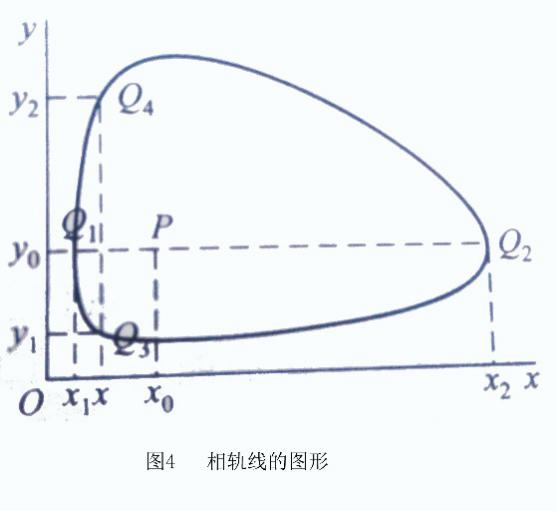 y
y₂ Q₄
Q₁ P
y₀ Q₂
y₁ Q₃
O x₁ x x₀ x₂ x
图4 相轨线的图形